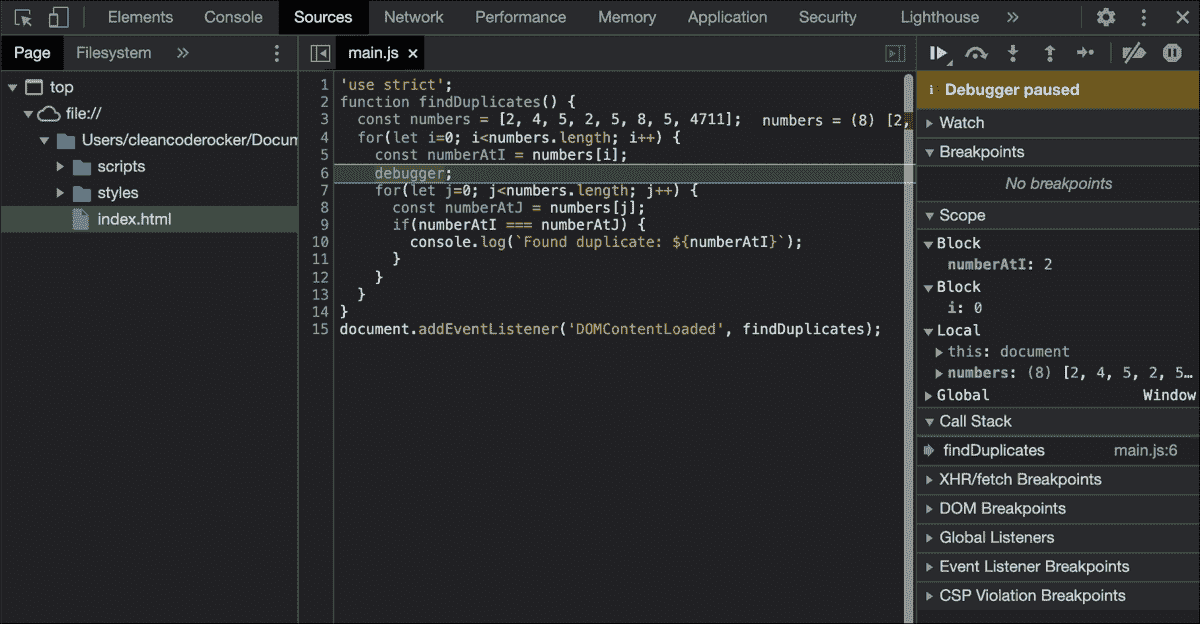 Elements Console Sources Network Performance Memory Application Security Lighthouse »
Page Filesystem »
main.js ×
top
file://
Users/cleancoderocker/Docum
scripts
styles
index.html
1 'use strict';
2 function findDuplicates() {
3 const numbers = [2, 4, 5, 2, 5, 8, 5, 4711]; numbers = (8) [2,
4 for(let i=0; i<numbers.length; i++) {
5 const numberAtI = numbers[i];
6 debugger;
7 for(let j=0; j<numbers.length; j++) {
8 const numberAtJ = numbers[j];
9 if(numberAtI === numberAtJ) {
10 console.log(`Found duplicate: ${numberAtI}`);
11 }
12 }
13 }
14 }
15 document.addEventListener('DOMContentLoaded', findDuplicates);
i Debugger paused
Watch
Breakpoints
No breakpoints
Scope
Block
numberAtI: 2
Block
i: 0
Local
this: document
numbers: (8) [2, 4, 5, 2, 5…
Global Window
Call Stack
findDuplicates main.js:6
XHR/fetch Breakpoints
DOM Breakpoints
Global Listeners
Event Listener Breakpoints
CSP Violation Breakpoints